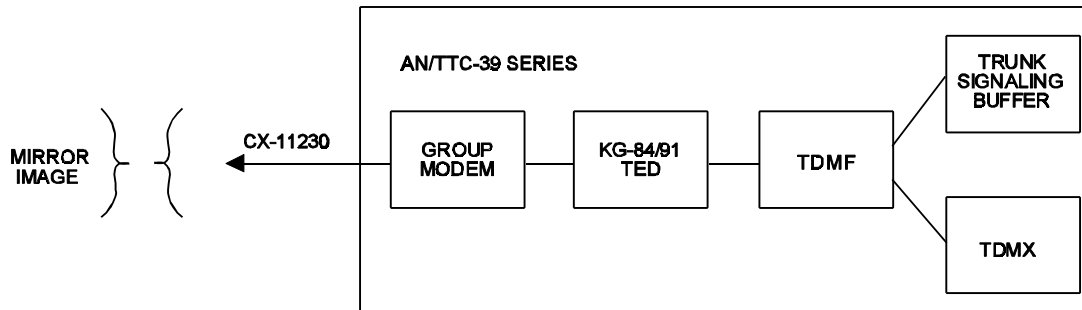 AN/TTC-39 SERIES
TRUNK
SIGNALING
BUFFER
CX-11230
MIRROR
IMAGE
GROUP
MODEM
KG-84/91
TED
TDMF
TDMX